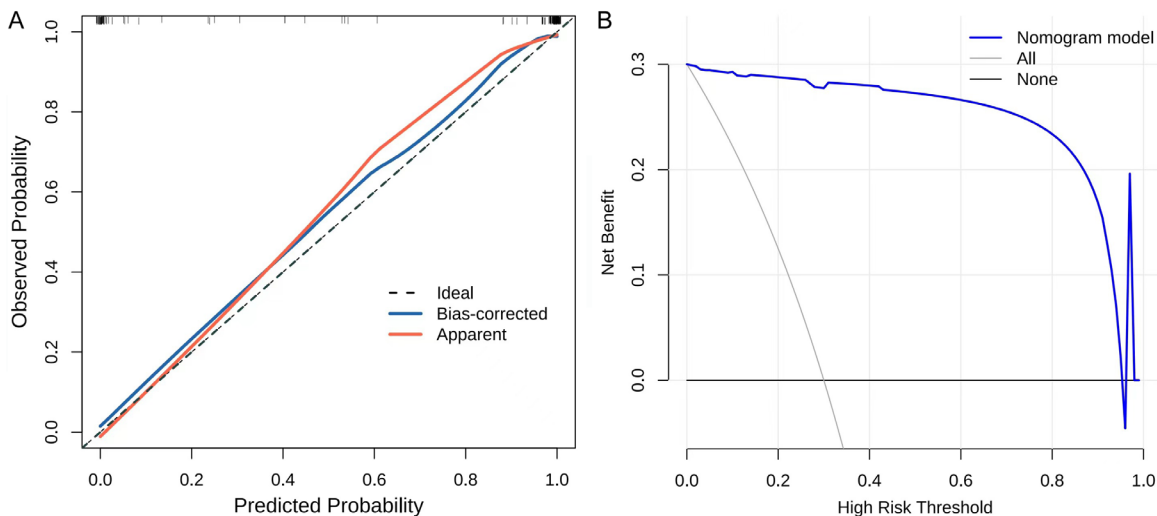 A
1.0
0.8
0.6
0.4
0.2
0.0
Observed Probability
Ideal
Bias-corrected
Apparent
0.0 0.2 0.4 0.6 0.8 1.0
Predicted Probability
B
Nomogram model
All
None
0.3
0.2
0.1
0.0
Net Benefit
0.0 0.2 0.4 0.6 0.8 1.0
High Risk Threshold